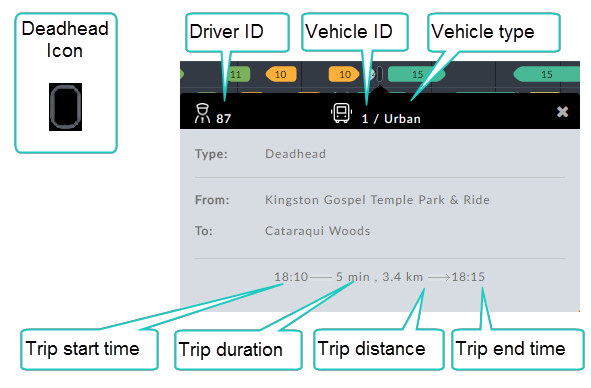 Deadhead
Icon
Driver ID
Vehicle ID
Vehicle type
11
10
10
15
15
87
1 / Urban
Type: Deadhead
From: Kingston Gospel Temple Park & Ride
To: Cataraqui Woods
18:10 5 min , 3.4 km 18:15
Trip start time
Trip duration
Trip distance
Trip end time